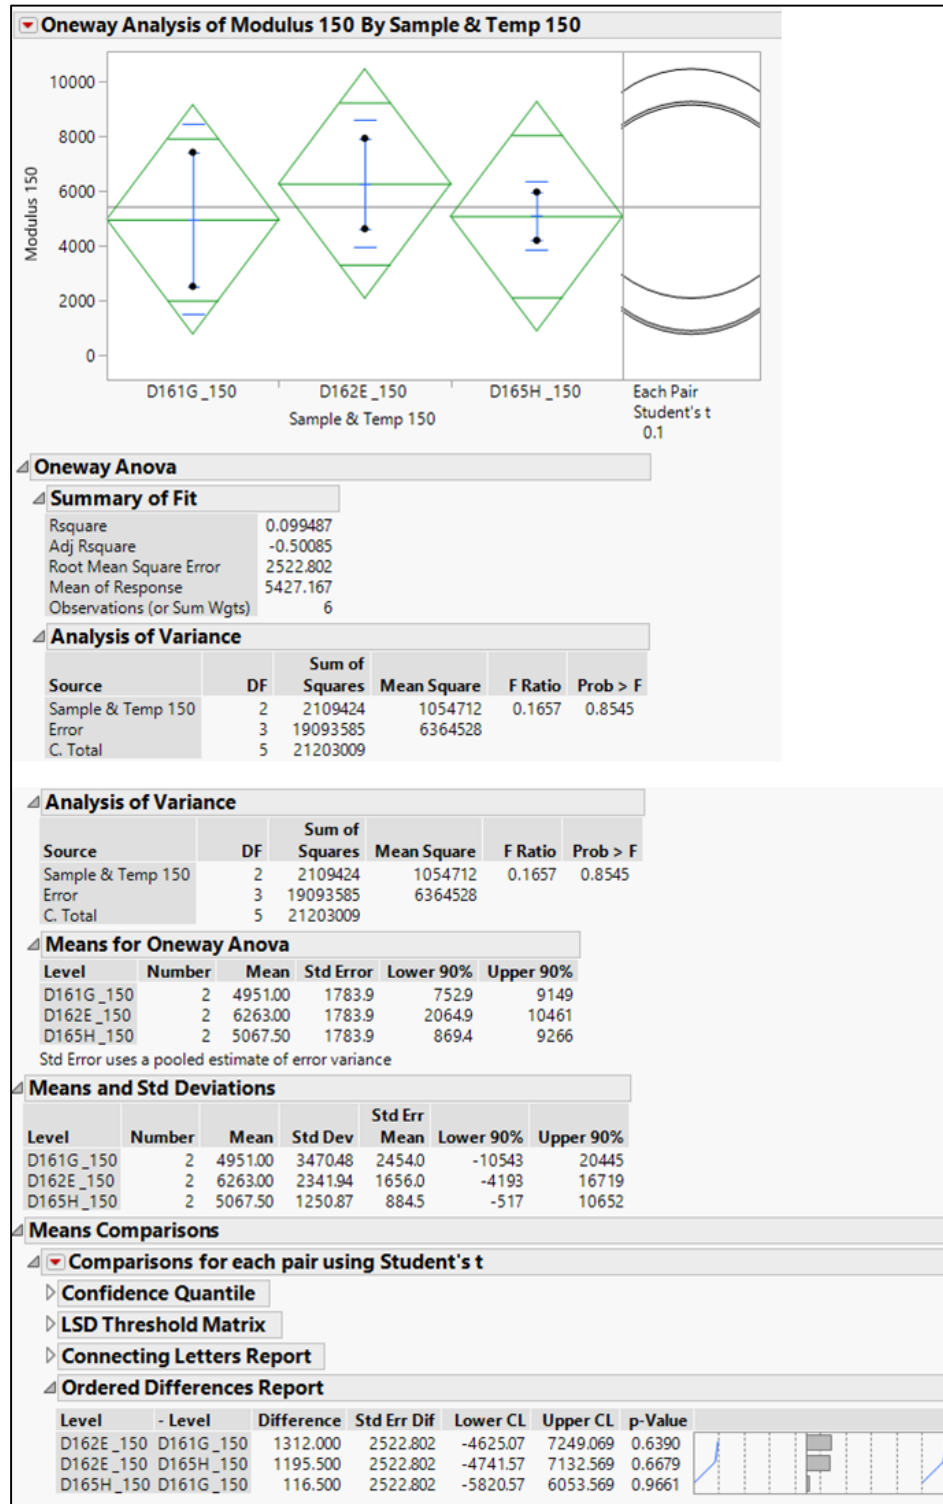 Oneway Analysis of Modulus 150 By Sample & Temp 150
10000
8000
6000
4000
2000
0
Modulus 150
D161G_150 D162E_150 D165H_150
Sample & Temp 150
Each Pair
Student's t
0.1
Oneway Anova
Summary of Fit
Rsquare 0.099487
Adj Rsquare -0.50085
Root Mean Square Error 2522.802
Mean of Response 5427.167
Observations (or Sum Wgts) 6
Analysis of Variance
Sum of
Source DF Squares Mean Square F Ratio Prob > F
Sample & Temp 150 2 2109424 1054712 0.1657 0.8545
Error 3 19093585 6364528
C. Total 5 21203009
Analysis of Variance
Sum of
Source DF Squares Mean Square F Ratio Prob > F
Sample & Temp 150 2 2109424 1054712 0.1657 0.8545
Error 3 19093585 6364528
C. Total 5 21203009
Means for Oneway Anova
Level Number Mean Std Error Lower 90% Upper 90%
D161G_150 2 4951.00 1783.9 752.9 9149
D162E_150 2 6263.00 1783.9 2064.9 10461
D165H_150 2 5067.50 1783.9 869.4 9266
Std Error uses a pooled estimate of error variance
Means and Std Deviations
Std Err
Level Number Mean Std Dev Mean Lower 90% Upper 90%
D161G_150 2 4951.00 3470.48 2454.0 -10543 20445
D162E_150 2 6263.00 2341.94 1656.0 -4193 16719
D165H_150 2 5067.50 1250.87 884.5 -517 10652
Means Comparisons
Comparisons for each pair using Student's t
Confidence Quantile
LSD Threshold Matrix
Connecting Letters Report
Ordered Differences Report
Level - Level Difference Std Err Dif Lower CL Upper CL p-Value
D162E_150 D161G_150 1312.000 2522.802 -4625.07 7249.069 0.6390
D162E_150 D165H_150 1195.500 2522.802 -4741.57 7132.569 0.6679
D165H_150 D161G_150 116.500 2522.802 -5820.57 6053.569 0.9661